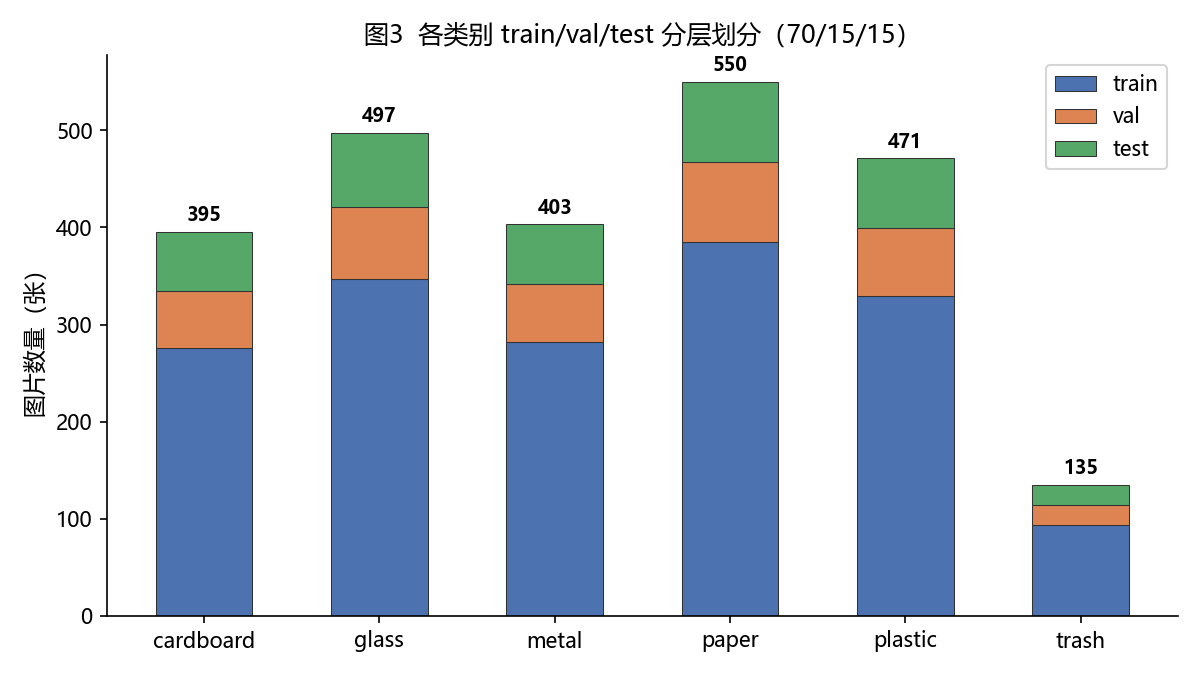 图3 各类别 train/val/test 分层划分（70/15/15）
550
497
471
403
395
135
train
val
test
图片数量（张）
500
400
300
200
100
0
cardboard glass metal paper plastic trash